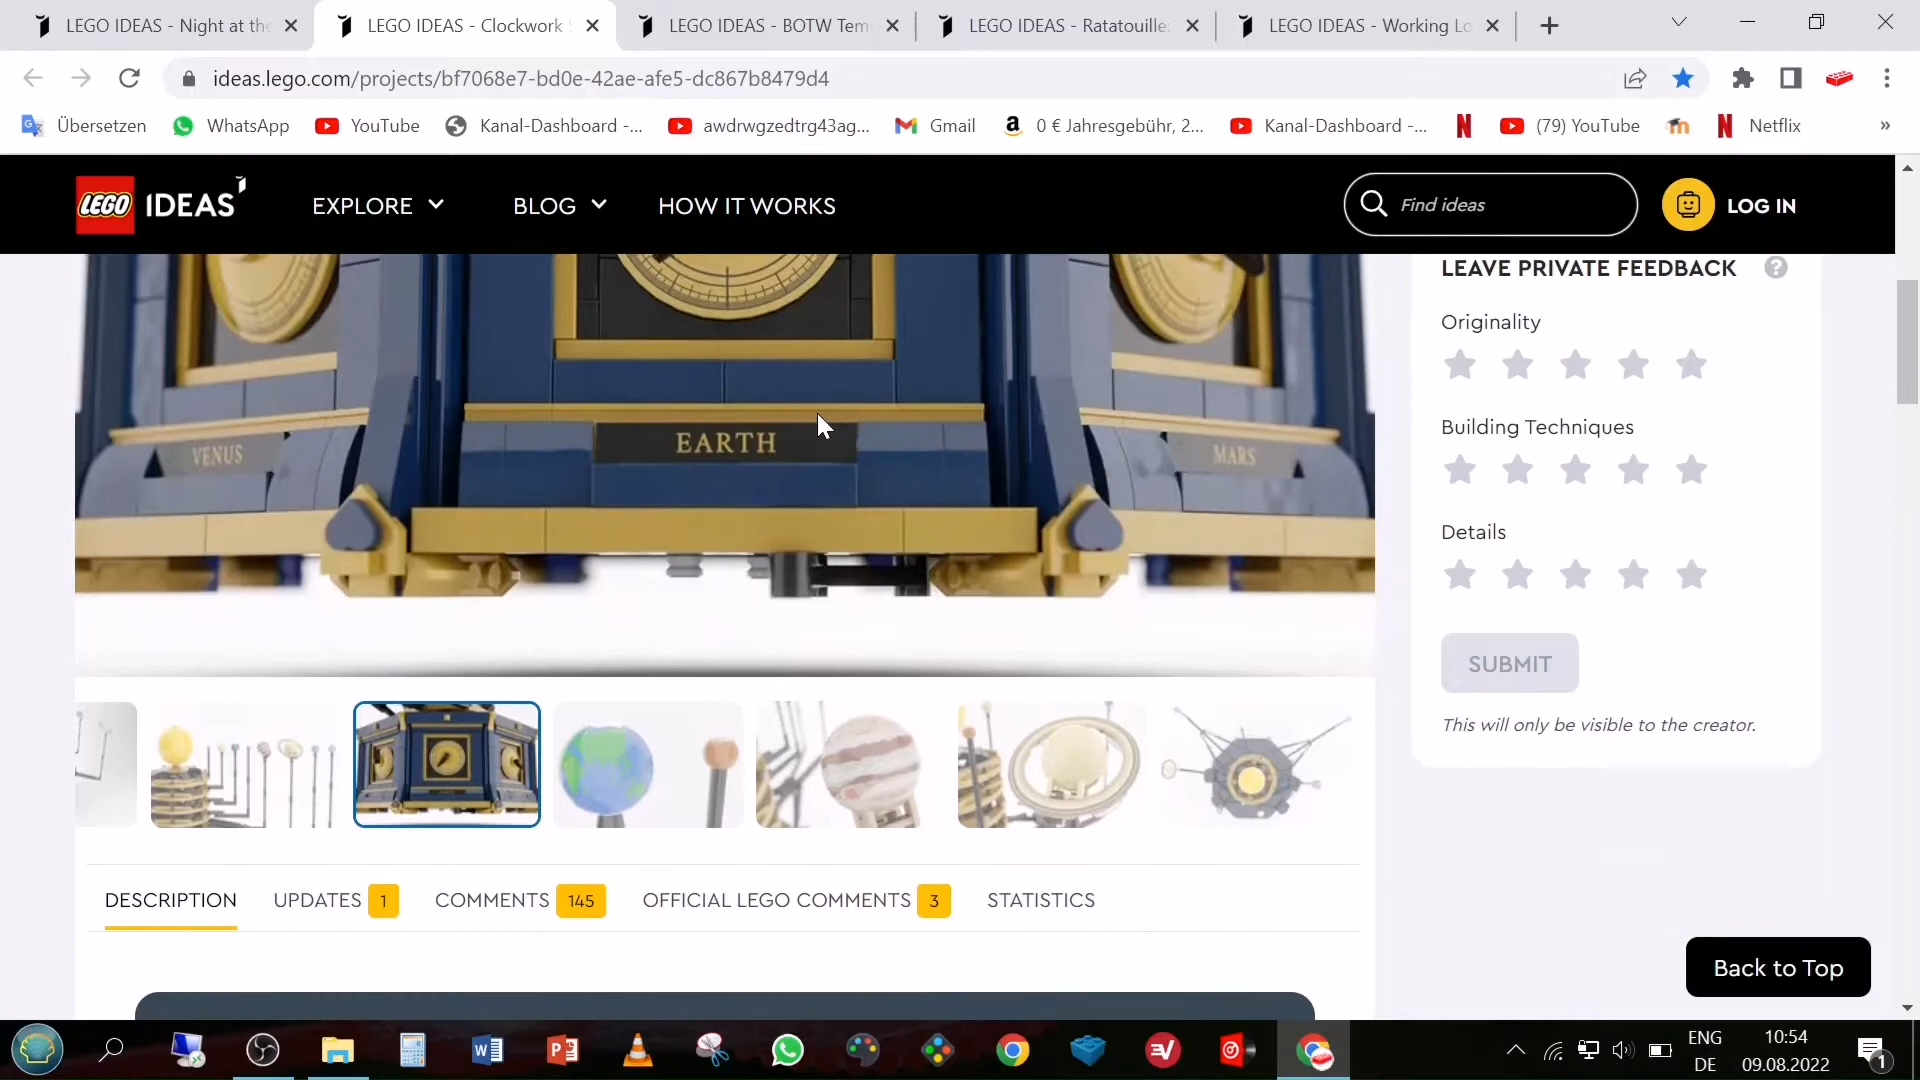 LEGO IDEAS - Night at the
LEGO IDEAS - Clockwork
LEGO IDEAS - BOTW Tem
LEGO IDEAS - Ratatouille:
LEGO IDEAS - Working Lo
ideas.lego.com/projects/bf7068e7-bd0e-42ae-afe5-dc867b8479d4
Übersetzen
WhatsApp
YouTube
Kanal-Dashboard -...
awdrwgzedtrg43ag...
Gmail
0 € Jahresgebühr, 2...
Kanal-Dashboard -...
(79) YouTube
Netflix
»
LEGO IDEAS
EXPLORE
BLOG
HOW IT WORKS
Find ideas
LOG IN
LEAVE PRIVATE FEEDBACK ?
Originality
Building Techniques
Details
SUBMIT
This will only be visible to the creator.
VENUS
EARTH
MARS
DESCRIPTION
UPDATES 1
COMMENTS 145
OFFICIAL LEGO COMMENTS 3
STATISTICS
Back to Top
ENG
DE
10:54
09.08.2022
1